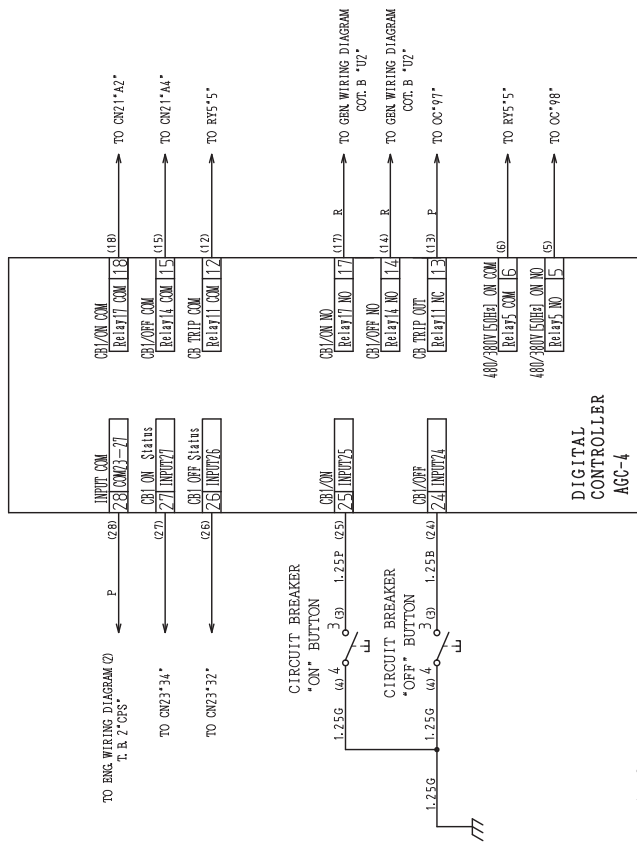 TO ENG. WIRING DIAGRAM (2)
T. B. 2"CPS"
P
(28)
INPUT COM
28 COM23-27
TO CN23"34"
(27)
CB1 ON Status
27 INPUT27
TO CN23"32"
(26)
CB1 OFF Status
26 INPUT26
CIRCUIT BREAKER
"ON" BUTTON
1.25G
(4) 4
3 (3)
1.25P (25)
CB1/ON
25 INPUT25
CIRCUIT BREAKER
"OFF" BUTTON
1.25G
(4) 4
3 (3)
1.25B (24)
CB1/OFF
24 INPUT24
1.25G
CB1/ON COM
Relay17 COM 18
(18)
TO CN21"A2"
CB1/OFF COM
Relay14 COM 15
(15)
TO CN21"A4"
CB TRIP COM
Relay11 COM 12
(12)
TO RY5"5"
CB1/ON NO
Relay17 NO 17
(17) R
TO GEN. WIRING DIAGRAM
COT. B "U2"
CB1/OFF NO
Relay14 NO 14
(14) R
TO GEN. WIRING DIAGRAM
COT. B "U2"
CB TRIP OUT
Relay11 NC 13
(13) P
TO OC"97"
480/380V[50Hz] ON COM
Relay5 COM 6
(6)
TO RY5"5"
480/380V[50Hz] ON NO
Relay5 NO 5
(5)
TO OC"98"
DIGITAL
CONTROLLER
AGC-4